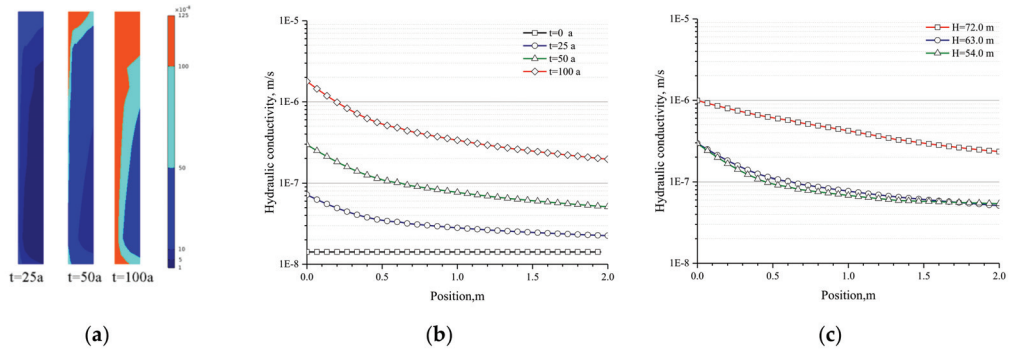 ×10⁻⁸
125
100
50
10
5
1
t=25a
t=50a
t=100a
(a)
Hydraulic conductivity, m/s
1E-5
1E-6
1E-7
1E-8
t=0 a
t=25 a
t=50 a
t=100 a
0.0 0.5 1.0 1.5 2.0
Position,m
(b)
Hydraulic conductivity, m/s
1E-5
1E-6
1E-7
1E-8
H=72.0 m
H=63.0 m
H=54.0 m
0.0 0.5 1.0 1.5 2.0
Position,m
(c)